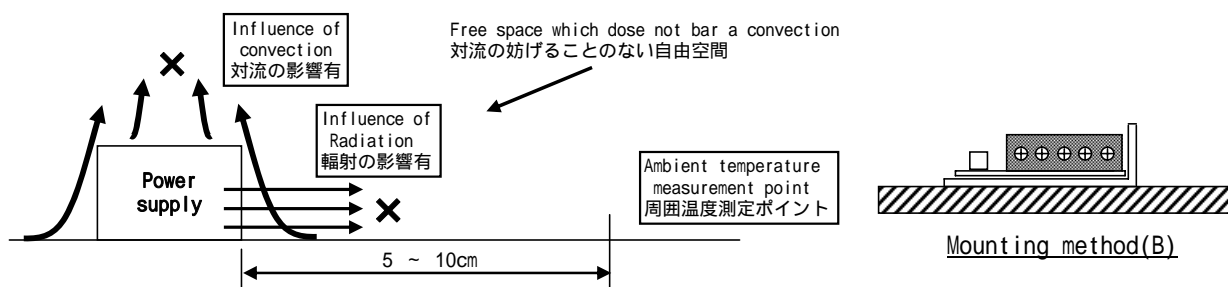 Influence of
convection
対流の影響有
Free space which dose not bar a convection
対流の妨げることのない自由空間
Influence of
Radiation
輻射の影響有
Power
supply
Ambient temperature
measurement point
周囲温度測定ポイント
5 ~ 10cm
Mounting method(B)